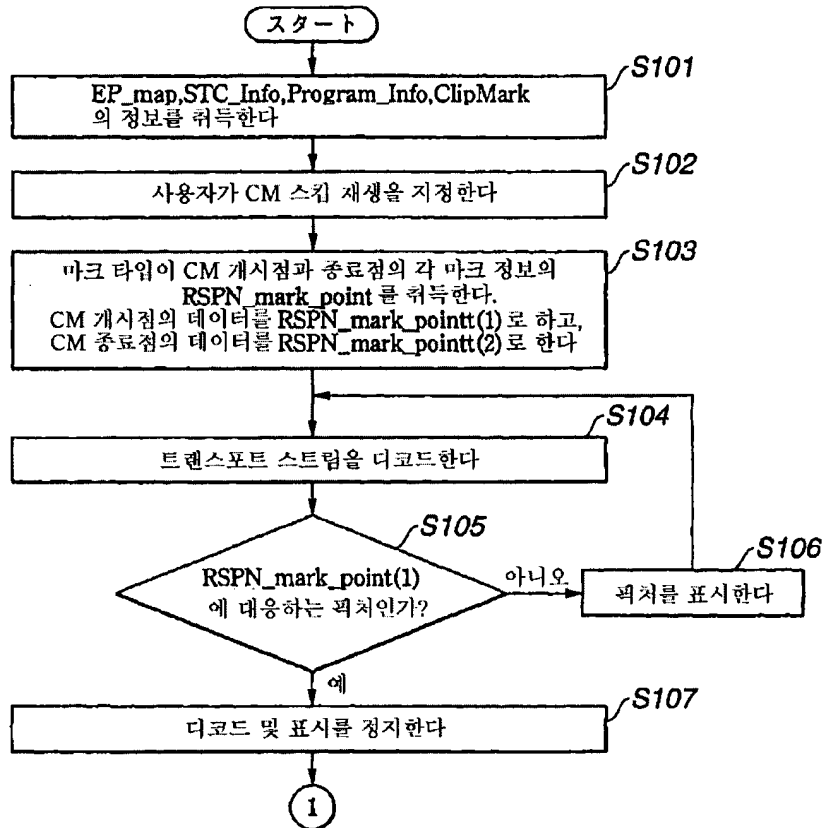 スタート
S101
EP_map,STC_Info,Program_Info,ClipMark
의 정보를 취득한다
S102
사용자가 CM 스킵 재생을 지정한다
S103
마크 타입이 CM 개시점과 종료점의 각 마크 정보의
RSPN_mark_point 를 취득한다.
CM 개시점의 데이터를 RSPN_mark_pointt(1) 로 하고,
CM 종료점의 데이터를 RSPN_mark_pointt(2) 로 한다
S104
트랜스포트 스트림을 디코드한다
S105
RSPN_mark_point(1)
에 대응하는 픽처인가?
아니오
S106
픽처를 표시한다
예
S107
디코드 및 표시를 정지한다
1